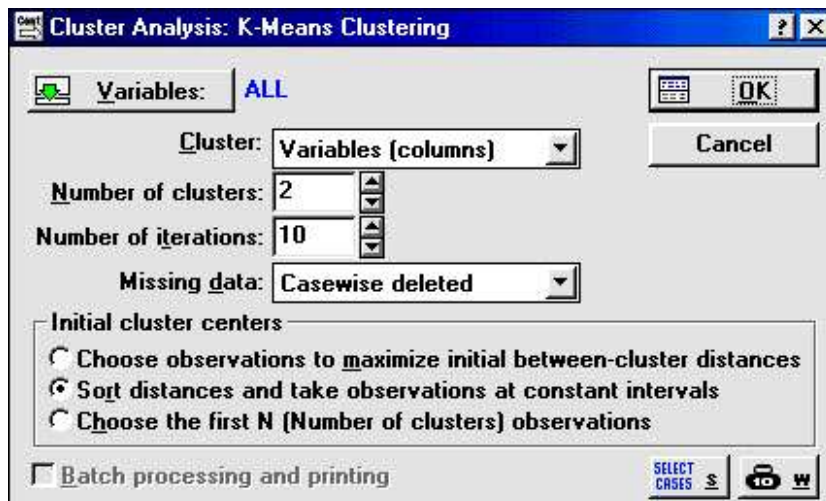 Cluster Analysis: K-Means Clustering
Variables: ALL
OK
Cluster: Variables (columns)
Cancel
Number of clusters: 2
Number of iterations: 10
Missing data: Casewise deleted
Initial cluster centers
Choose observations to maximize initial between-cluster distances
Sort distances and take observations at constant intervals
Choose the first N (Number of clusters) observations
Batch processing and printing
SELECT CASES S
W